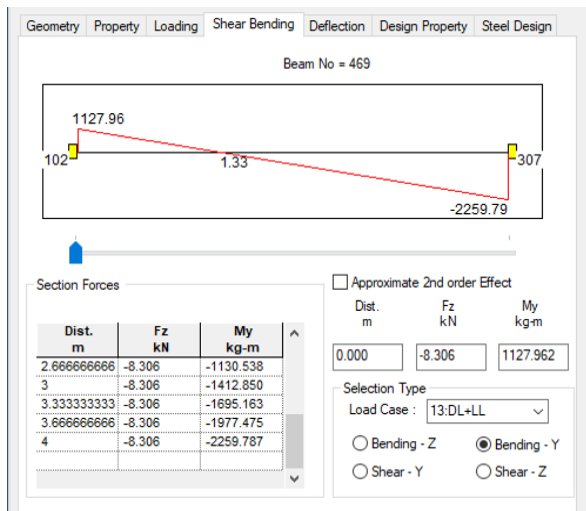 Geometry Property Loading Shear Bending Deflection Design Property Steel Design
Beam No = 469
1127.96
102 1.33 307
-2259.79
Section Forces
Dist. Fz My
m kN kg-m
2.666666666 -8.306 -1130.538
3 -8.306 -1412.850
3.333333333 -8.306 -1695.163
3.666666666 -8.306 -1977.475
4 -8.306 -2259.787
Approximate 2nd order Effect
Dist. Fz My
m kN kg-m
0.000 -8.306 1127.962
Selection Type
Load Case : 13:DL+LL
Bending - Z Bending - Y
Shear - Y Shear - Z